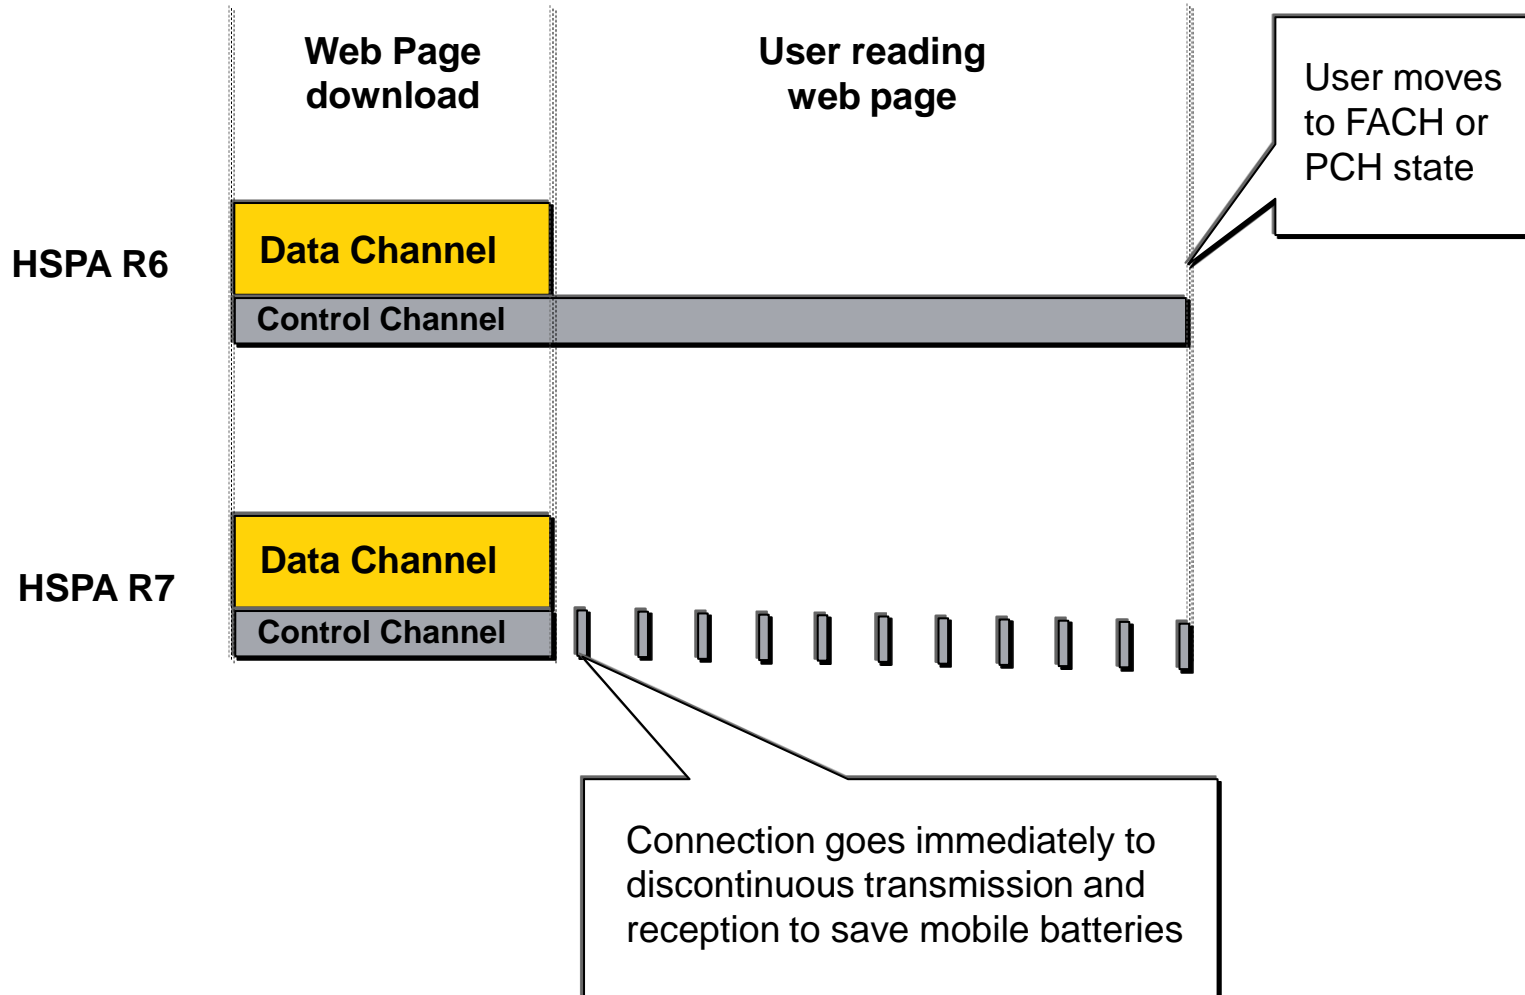 Web Page
download
User reading
web page
User moves
to FACH or
PCH state
HSPA R6
Data Channel
Control Channel
HSPA R7
Data Channel
Control Channel
Connection goes immediately to
discontinuous transmission and
reception to save mobile batteries